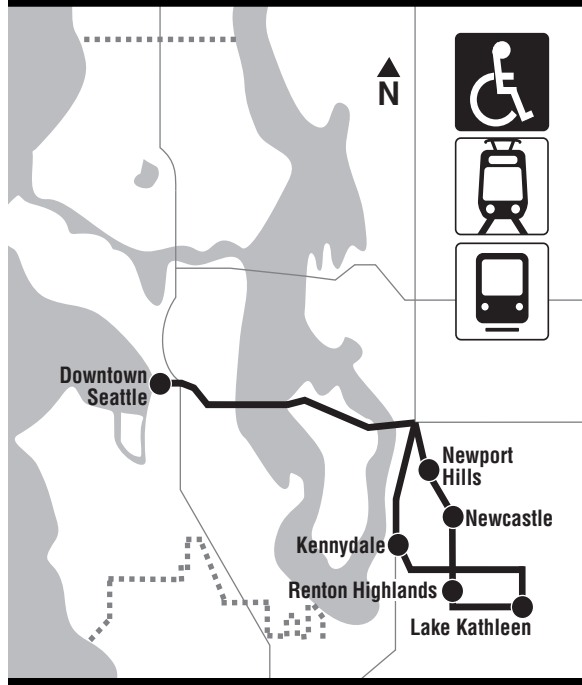 N
Downtown
Seattle
Newport
Hills
Newcastle
Kennydale
Renton Highlands
Lake Kathleen